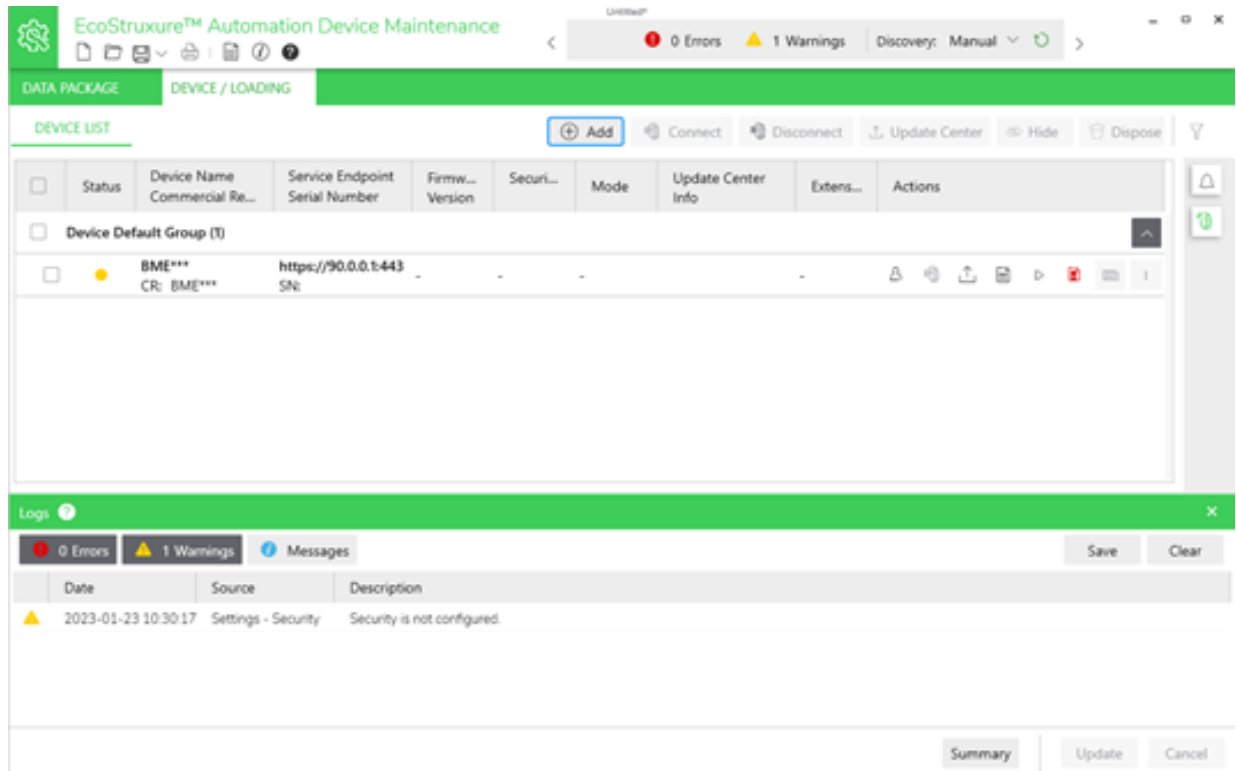 Untitled*
EcoStruxure™ Automation Device Maintenance
0 Errors 1 Warnings Discovery: Manual
DATA PACKAGE DEVICE / LOADING
DEVICE LIST Add Connect Disconnect Update Center Hide Dispose
Status Device Name Service Endpoint Firmw... Securi... Mode Update Center Extens... Actions
Commercial Re... Serial Number Version Info
Device Default Group (1)
BME*** https://90.0.0.1:443 - - - -
CR: BME*** SN:
Logs ?
0 Errors 1 Warnings Messages Save Clear
Date Source Description
2023-01-23 10:30:17 Settings - Security Security is not configured.
Summary Update Cancel